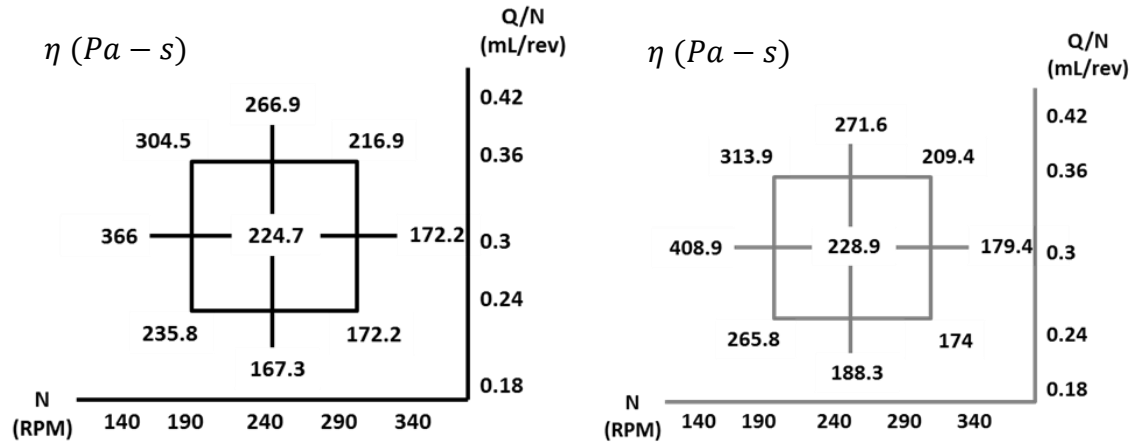 η (Pa − s)
Q/N
(mL/rev)
0.42
266.9
304.5
216.9
0.36
366
224.7
172.2
0.3
0.24
235.8
172.2
167.3
0.18
N
(RPM)
140 190 240 290 340
η (Pa − s)
Q/N
(mL/rev)
0.42
271.6
313.9
209.4
0.36
408.9
228.9
179.4
0.3
265.8
174
0.24
188.3
0.18
N
(RPM)
140 190 240 290 340